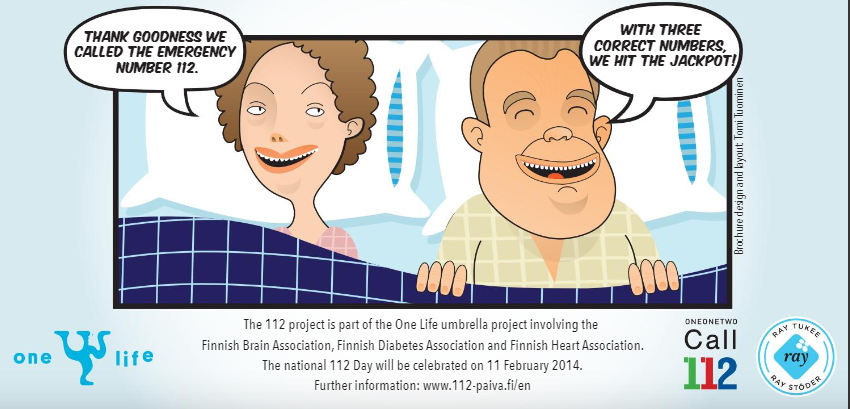 THANK GOODNESS WE
CALLED THE EMERGENCY
NUMBER 112.
WITH THREE
CORRECT NUMBERS,
WE HIT THE JACKPOT!
Brochure design and layout: Tomi Tuominen
The 112 project is part of the One Life umbrella project involving the
Finnish Brain Association, Finnish Diabetes Association and Finnish Heart Association.
The national 112 Day will be celebrated on 11 February 2014.
Further information: www.112-paiva.fi/en
one life
ONEONETWO
Call
112
RAY TUKEE
ray
RAY STÖDER